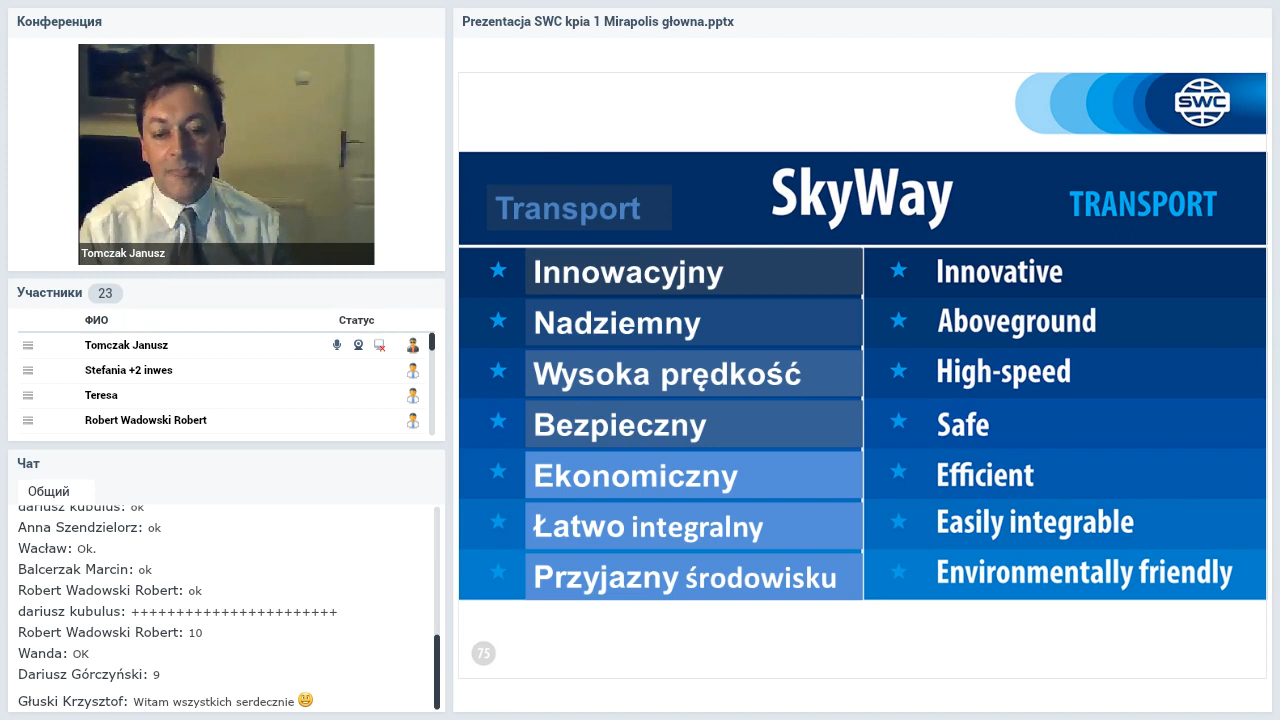 Конференция
Tomczak Janusz
Участники 23
ФИО Статус
Tomczak Janusz
Stefania +2 inwes
Teresa
Robert Wadowski Robert
Чат
Общий
dariusz kubulus: ok
Anna Szendzielorz: ok
Wacław: Ok.
Balcerzak Marcin: ok
Robert Wadowski Robert: ok
dariusz kubulus: +++++++++++++++++++++++
Robert Wadowski Robert: 10
Wanda: OK
Dariusz Górczyński: 9
Głuski Krzysztof: Witam wszystkich serdecznie
Prezentacja SWC kpia 1 Mirapolis głowna.pptx
SWC
Transport SkyWay TRANSPORT
Innowacyjny Innovative
Nadziemny Aboveground
Wysoka prędkość High-speed
Bezpieczny Safe
Ekonomiczny Efficient
Łatwo integralny Easily integrable
Przyjazny środowisku Environmentally friendly
75